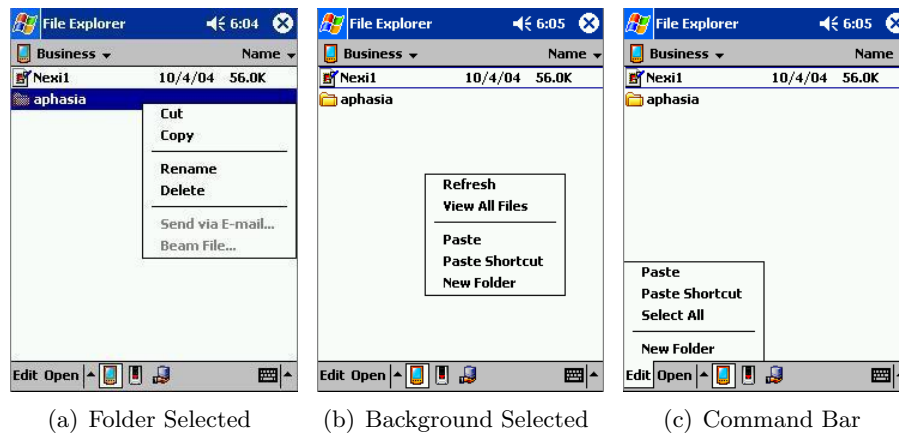 File Explorer 6:04
Business Name
Nexi1 10/4/04 56.0K
aphasia
Cut
Copy
Rename
Delete
Send via E-mail...
Beam File...
Edit Open
(a) Folder Selected
File Explorer 6:05
Business Name
Nexi1 10/4/04 56.0K
aphasia
Refresh
View All Files
Paste
Paste Shortcut
New Folder
Edit Open
(b) Background Selected
File Explorer 6:05
Business Name
Nexi1 10/4/04 56.0K
aphasia
Paste
Paste Shortcut
Select All
New Folder
Edit Open
(c) Command Bar